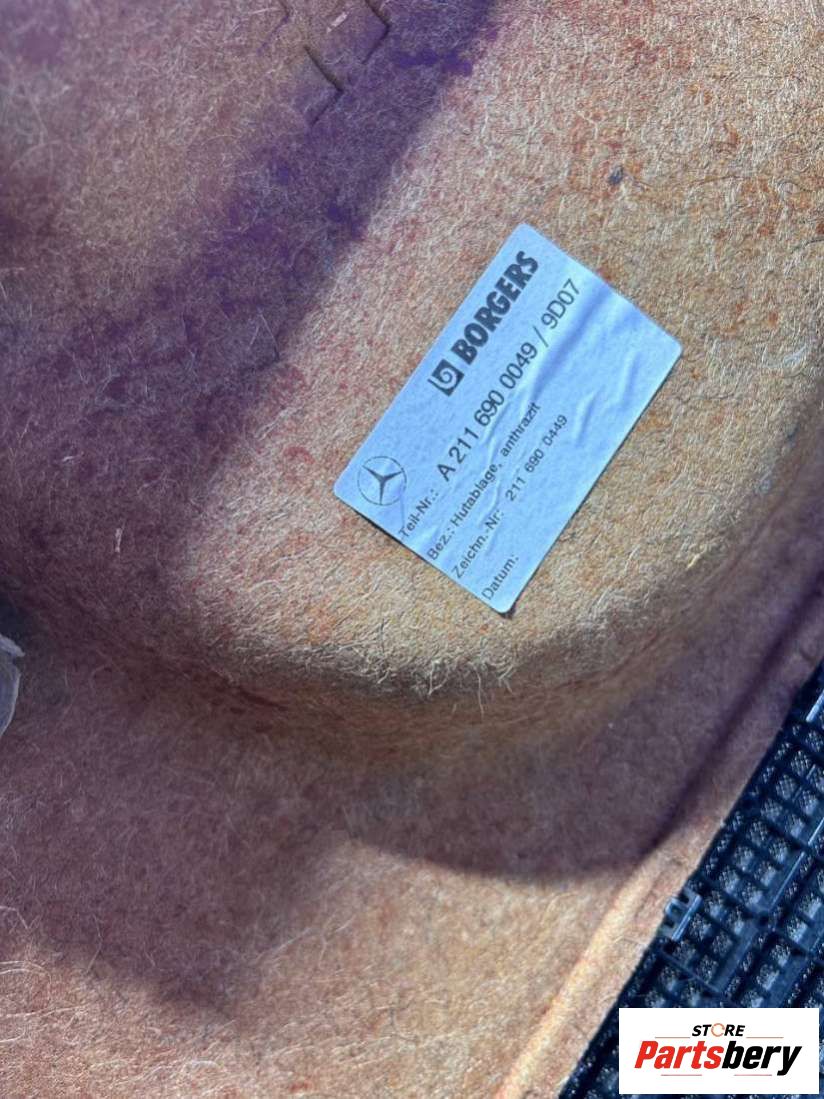 BORGERS
Teil-Nr.: A 211 690 0049 / 9D07
Bez.: Hutablage, anthrazit
Zeichn.-Nr: 211 690 0449
Datum:
STORE
Partsbery